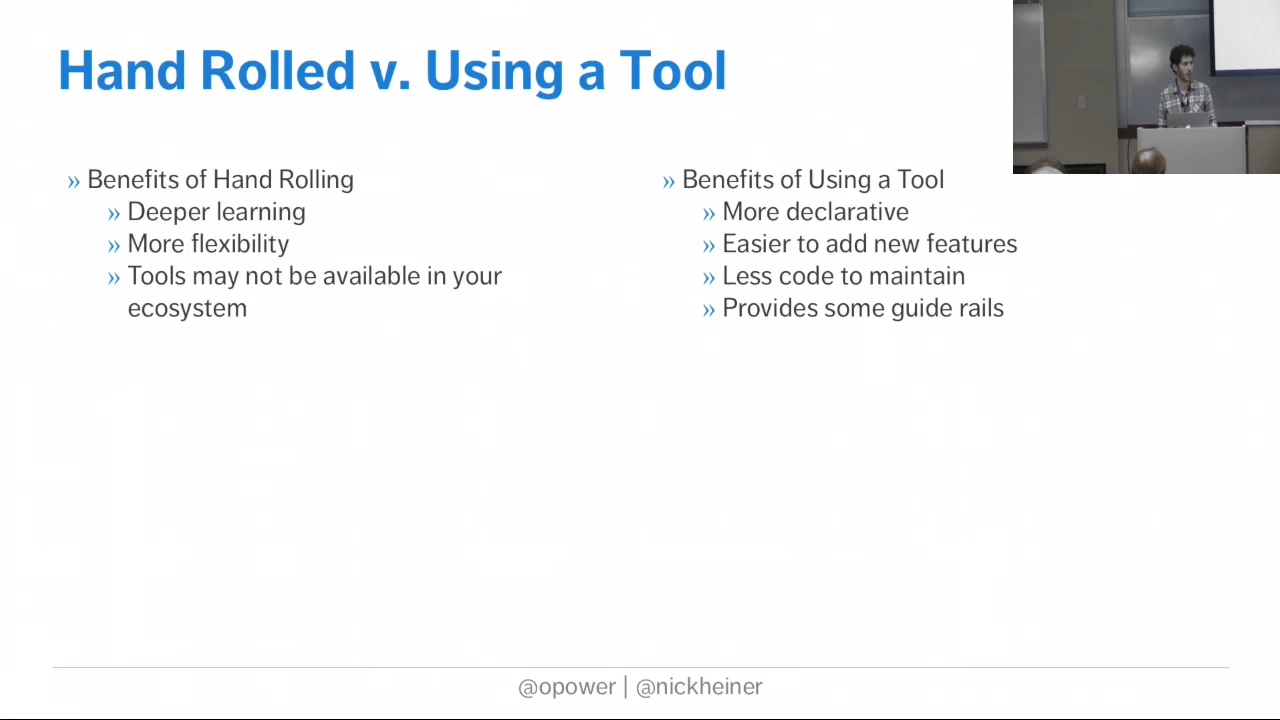 Hand Rolled v. Using a Tool
» Benefits of Hand Rolling
» Deeper learning
» More flexibility
» Tools may not be available in your
ecosystem
» Benefits of Using a Tool
» More declarative
» Easier to add new features
» Less code to maintain
» Provides some guide rails
@opower | @nickheiner